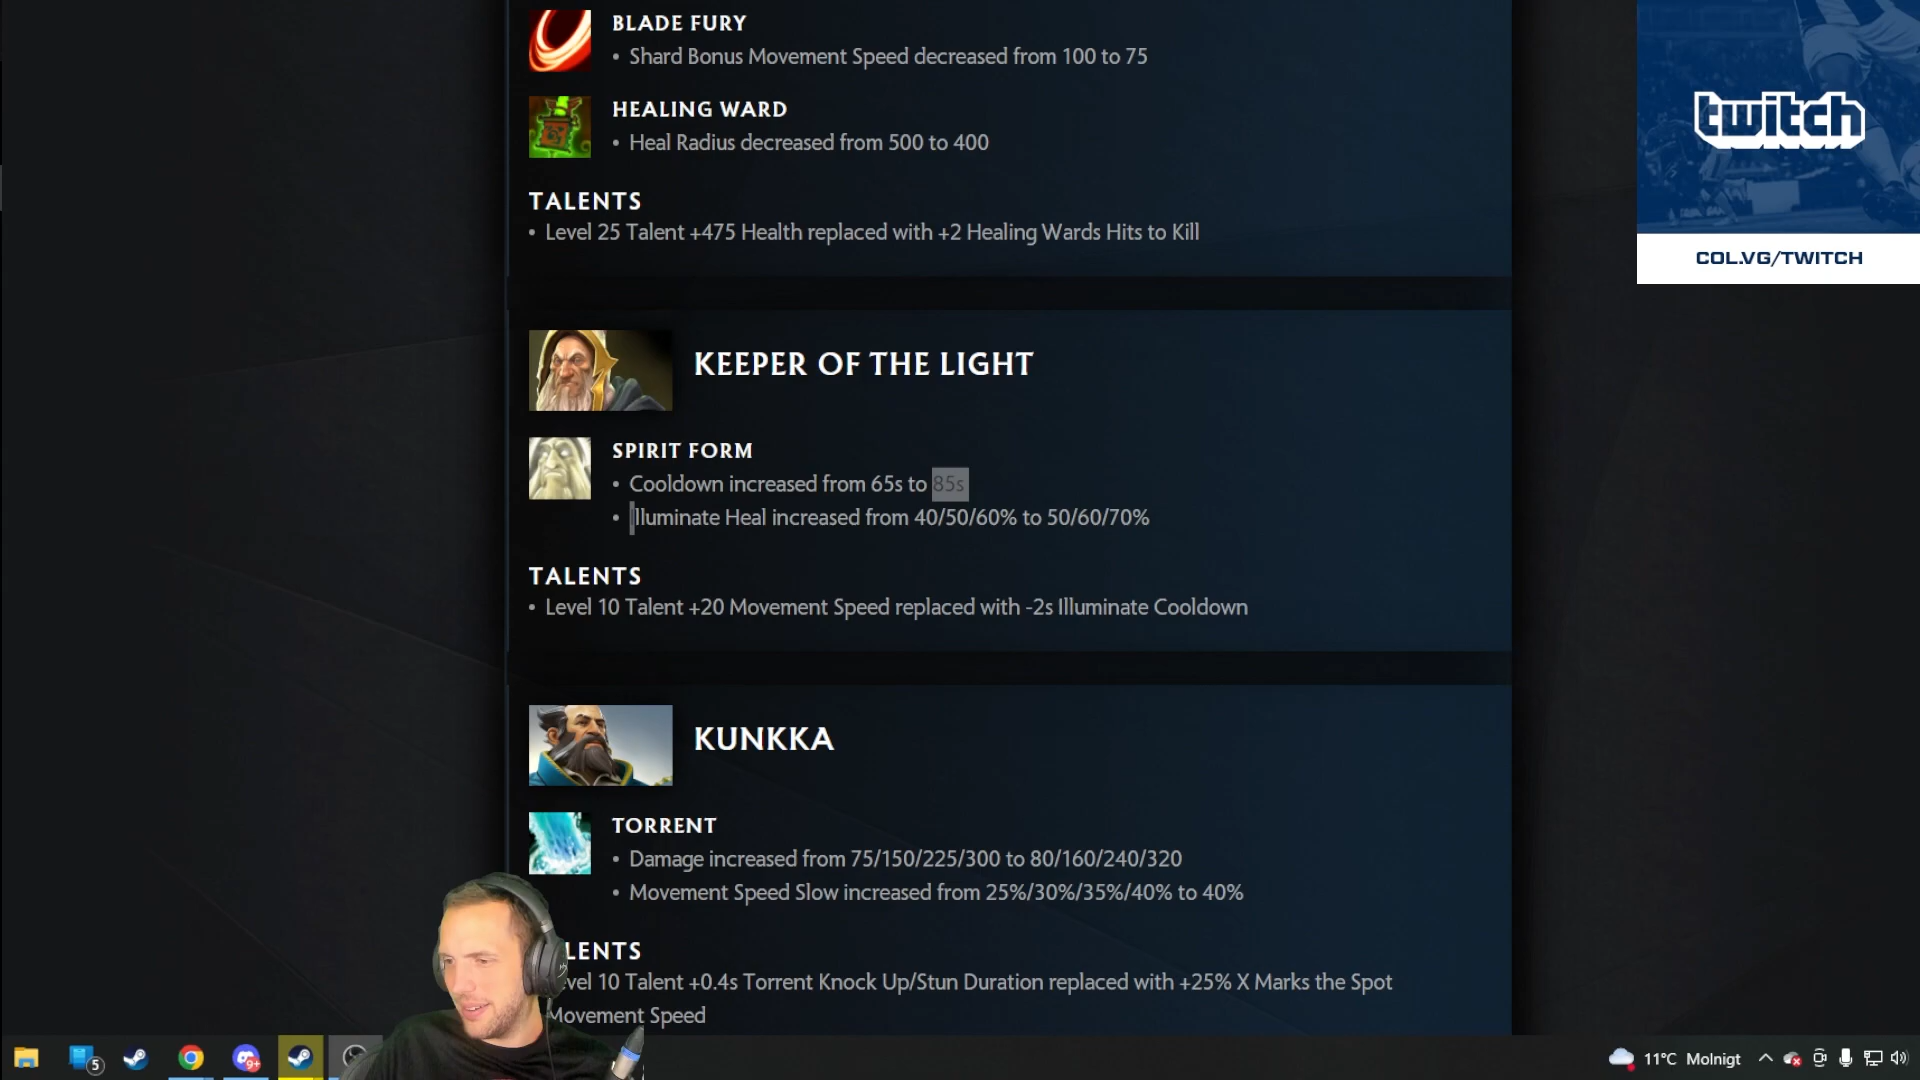 BLADE FURY
• Shard Bonus Movement Speed decreased from 100 to 75
HEALING WARD
• Heal Radius decreased from 500 to 400
TALENTS
• Level 25 Talent +475 Health replaced with +2 Healing Wards Hits to Kill
twitch
COL.VG/TWITCH
KEEPER OF THE LIGHT
SPIRIT FORM
• Cooldown increased from 65s to 85s
• Illuminate Heal increased from 40/50/60% to 50/60/70%
TALENTS
• Level 10 Talent +20 Movement Speed replaced with -2s Illuminate Cooldown
KUNKKA
TORRENT
• Damage increased from 75/150/225/300 to 80/160/240/320
• Movement Speed Slow increased from 25%/30%/35%/40% to 40%
LENTS
vel 10 Talent +0.4s Torrent Knock Up/Stun Duration replaced with +25% X Marks the Spot
Movement Speed
5
9+
11°C Molnigt